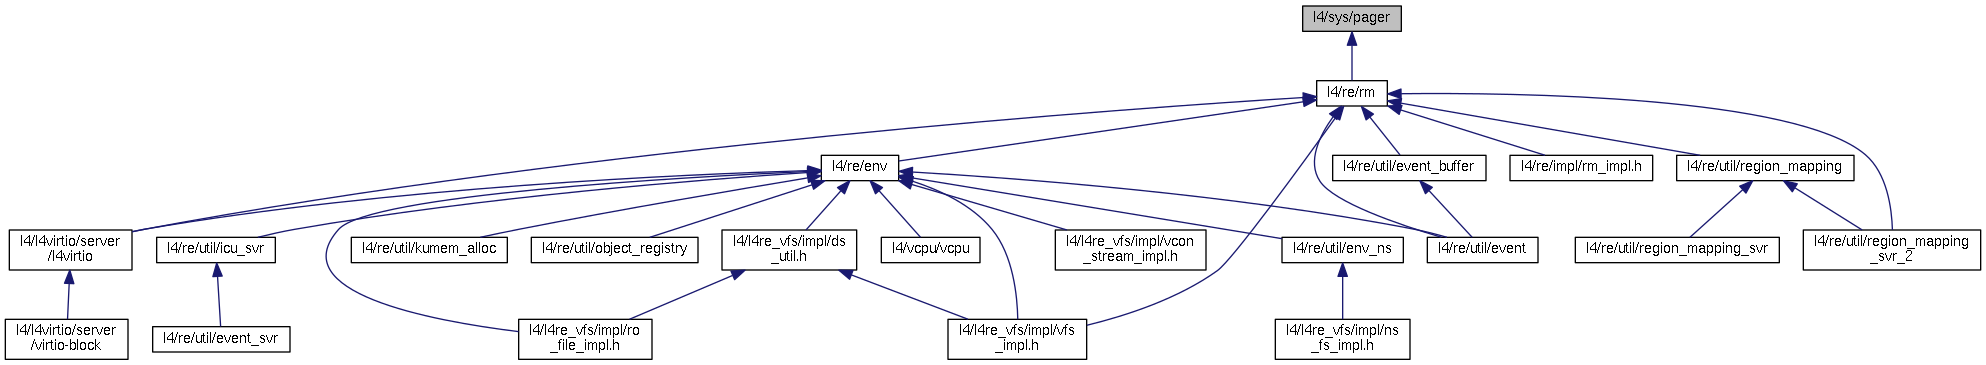 l4/sys/pager
l4/re/rm
l4/re/env
l4/re/util/event_buffer
l4/re/impl/rm_impl.h
l4/re/util/region_mapping
l4/l4virtio/server
/l4virtio
l4/re/util/icu_svr
l4/re/util/kumem_alloc
l4/re/util/object_registry
l4/l4re_vfs/impl/ds
_util.h
l4/vcpu/vcpu
l4/l4re_vfs/impl/vcon
_stream_impl.h
l4/re/util/env_ns
l4/re/util/event
l4/re/util/region_mapping_svr
l4/re/util/region_mapping
_svr_2
l4/l4virtio/server
/virtio-block
l4/re/util/event_svr
l4/l4re_vfs/impl/ro
_file_impl.h
l4/l4re_vfs/impl/vfs
_impl.h
l4/l4re_vfs/impl/ns
_fs_impl.h